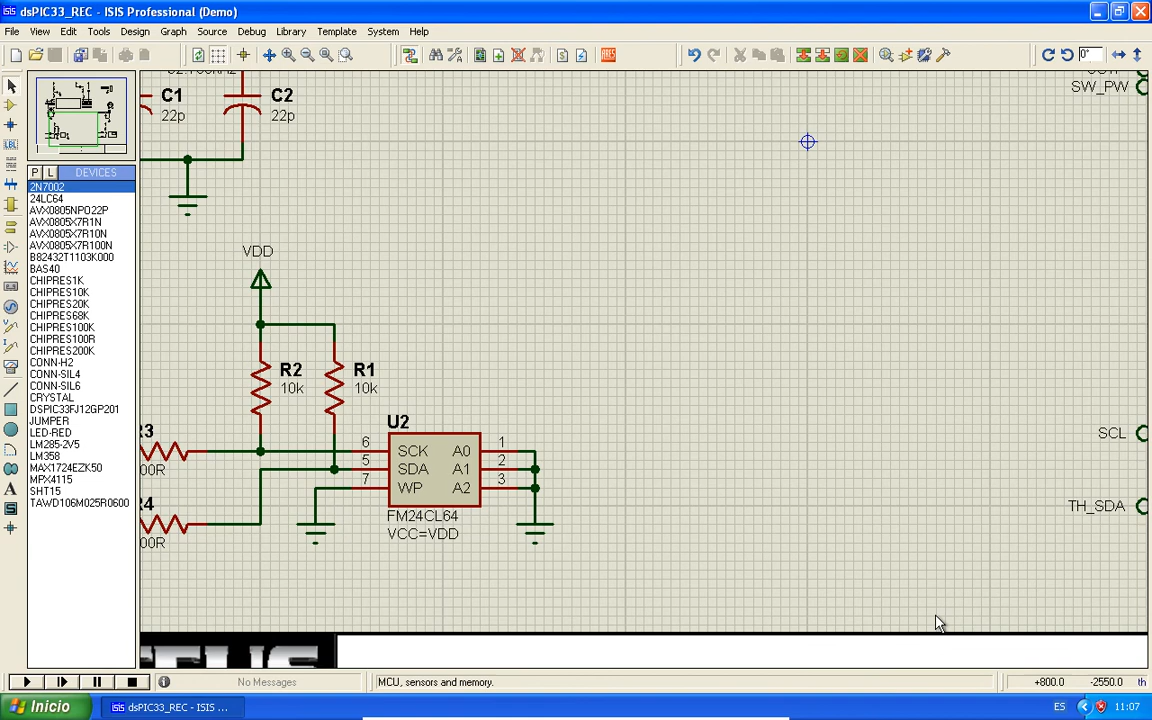 dsPIC33_REC - ISIS Professional (Demo)
File View Edit Tools Design Graph Source Debug Library Template System Help
ARES
0°
P L DEVICES
2N7002
24LC64
AVX0805NPO22P
AVX0805X7R1N
AVX0805X7R10N
AVX0805X7R100N
B82432T1103K000
BAS40
CHIPRES1K
CHIPRES10K
CHIPRES20K
CHIPRES68K
CHIPRES100K
CHIPRES100R
CHIPRES200K
CONN-H2
CONN-SIL4
CONN-SIL6
CRYSTAL
DSPIC33FJ12GP201
JUMPER
LED-RED
LM285-2V5
LM358
MAX1724EZK50
MPX4115
SHT15
TAWD106M025R0600
LBL
A
S
C1
22p
C2
22p
SW_PW
VDD
R2
10k
R1
10k
U2
6 SCK A0 1
5 SDA A1 2
7 WP A2 3
FM24CL64
VCC=VDD
SCL
TH_SDA
No Messages
MCU, sensors and memory.
+800.0 -2550.0 th
Inicio
dsPIC33_REC - ISIS ...
ES 11:07